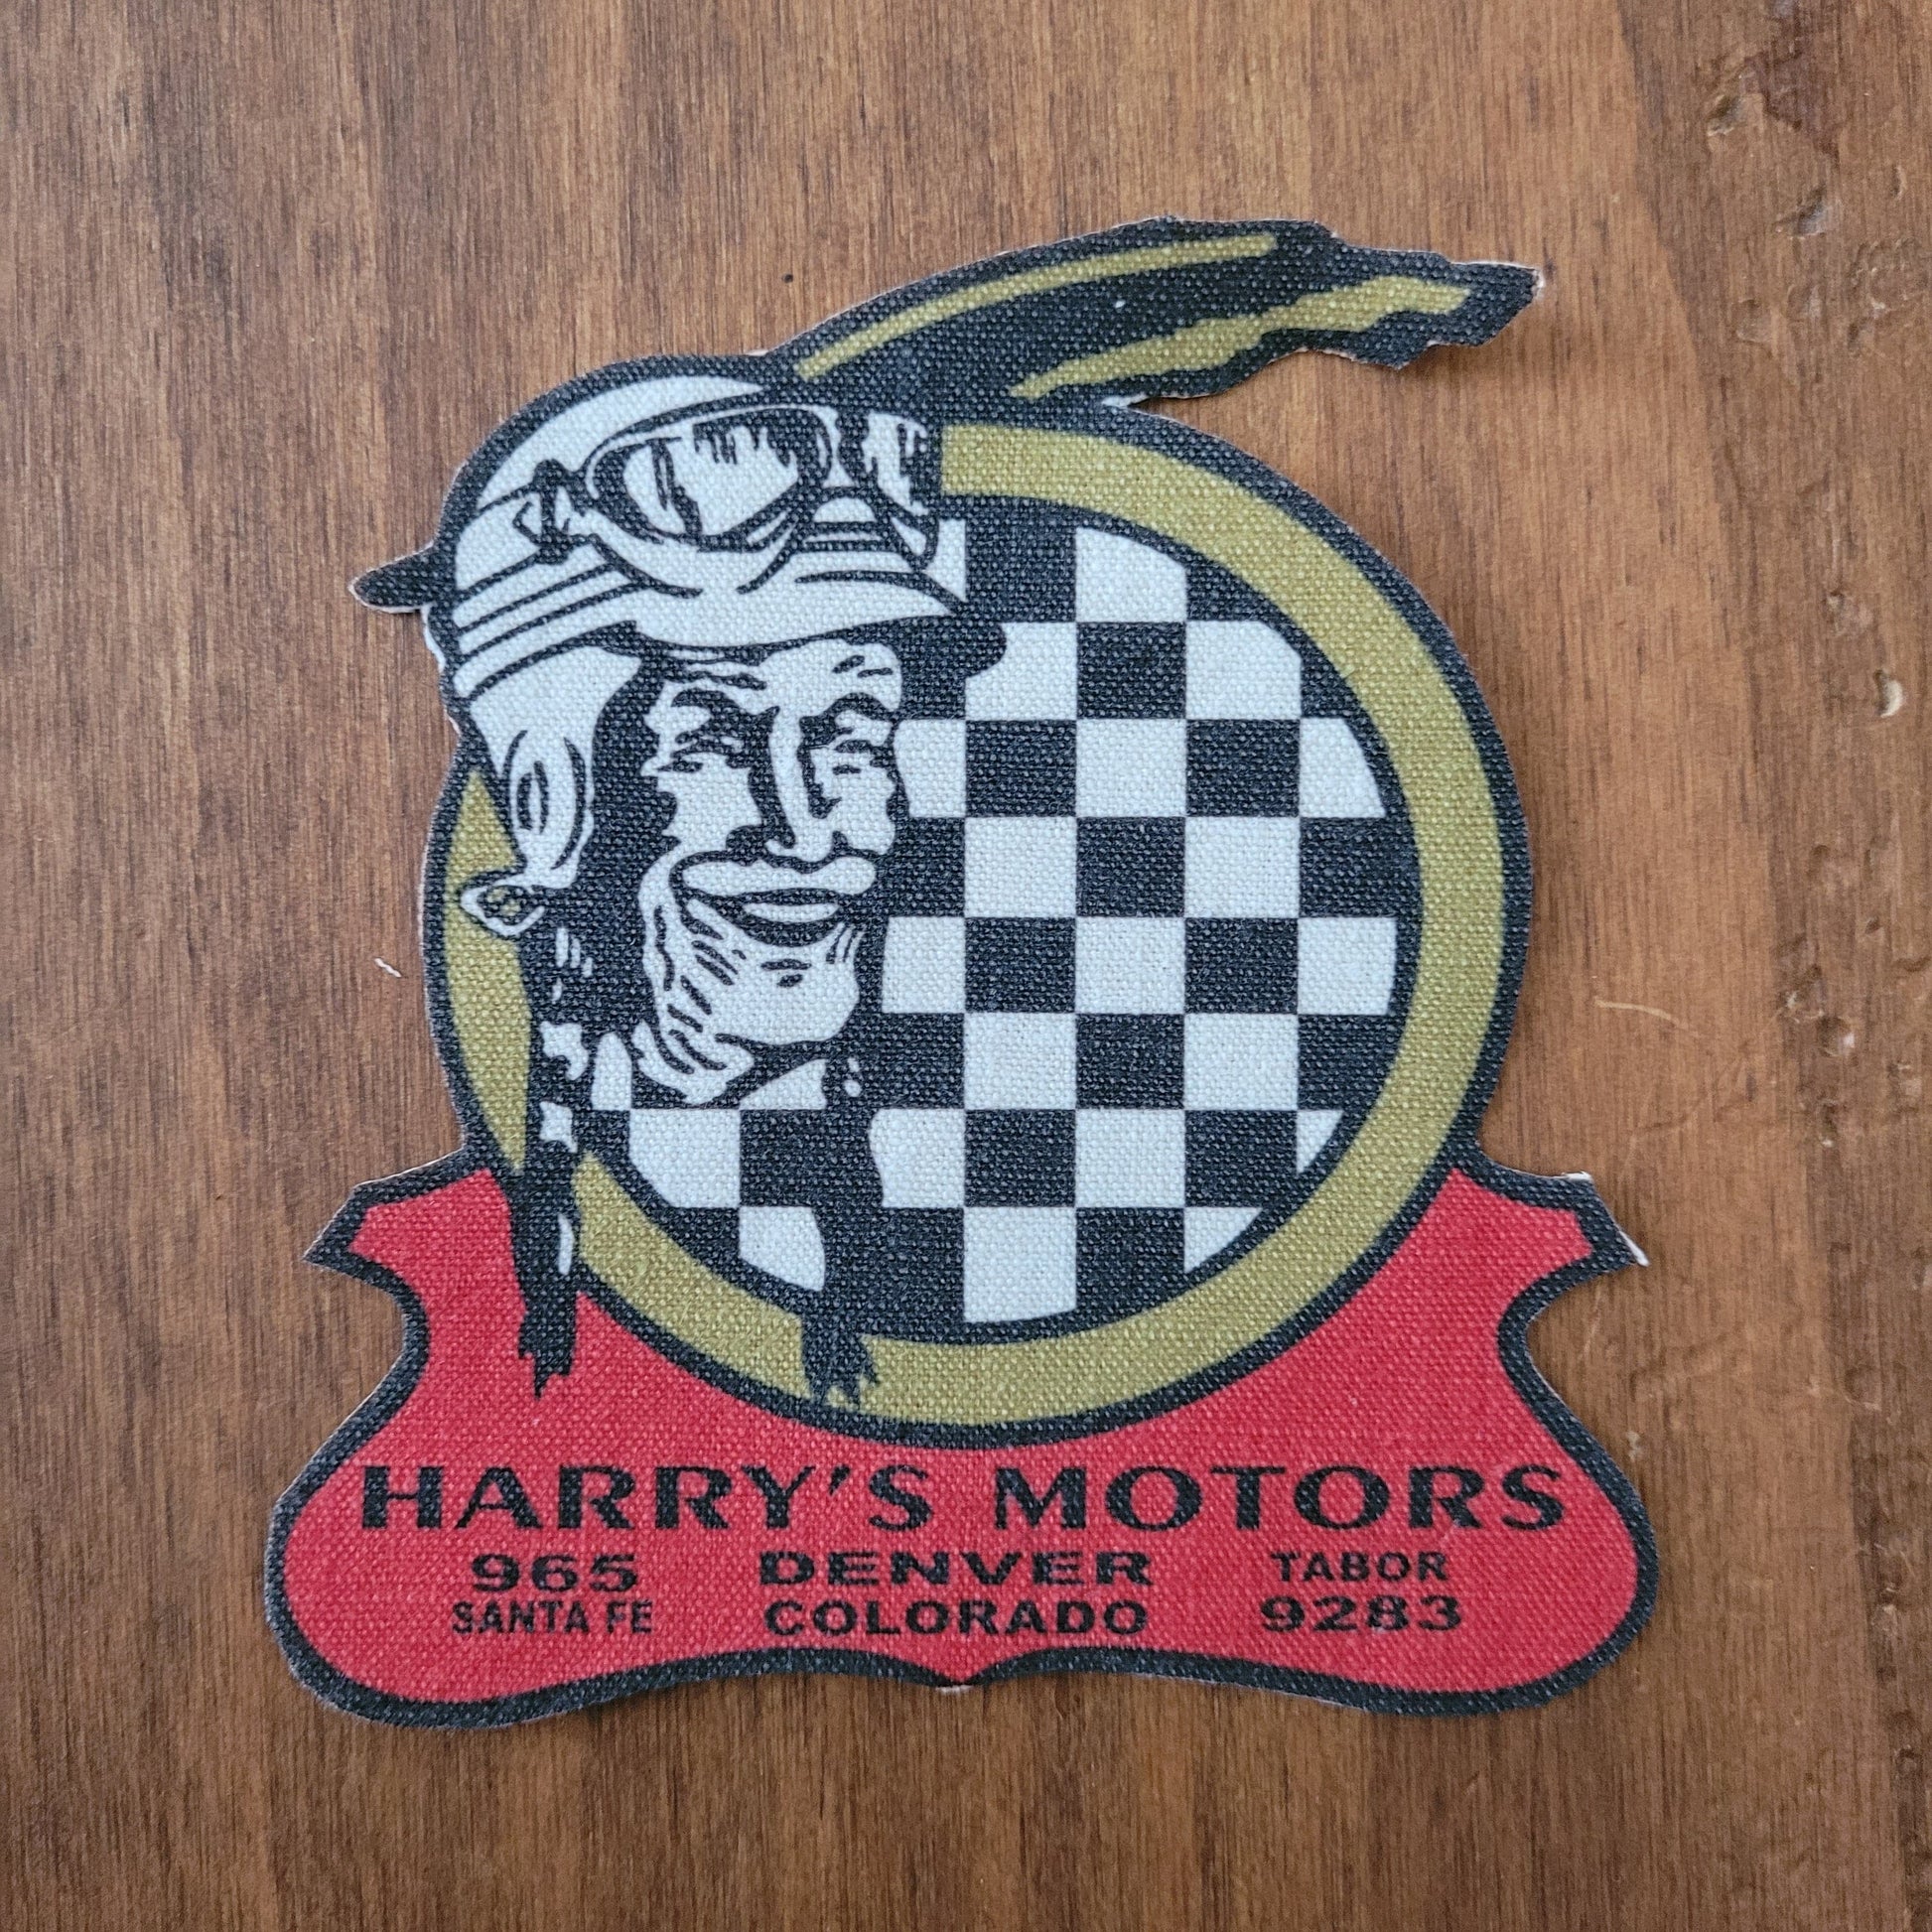 HARRY'S MOTORS
965 DENVER TABOR
SANTA FE COLORADO 9283